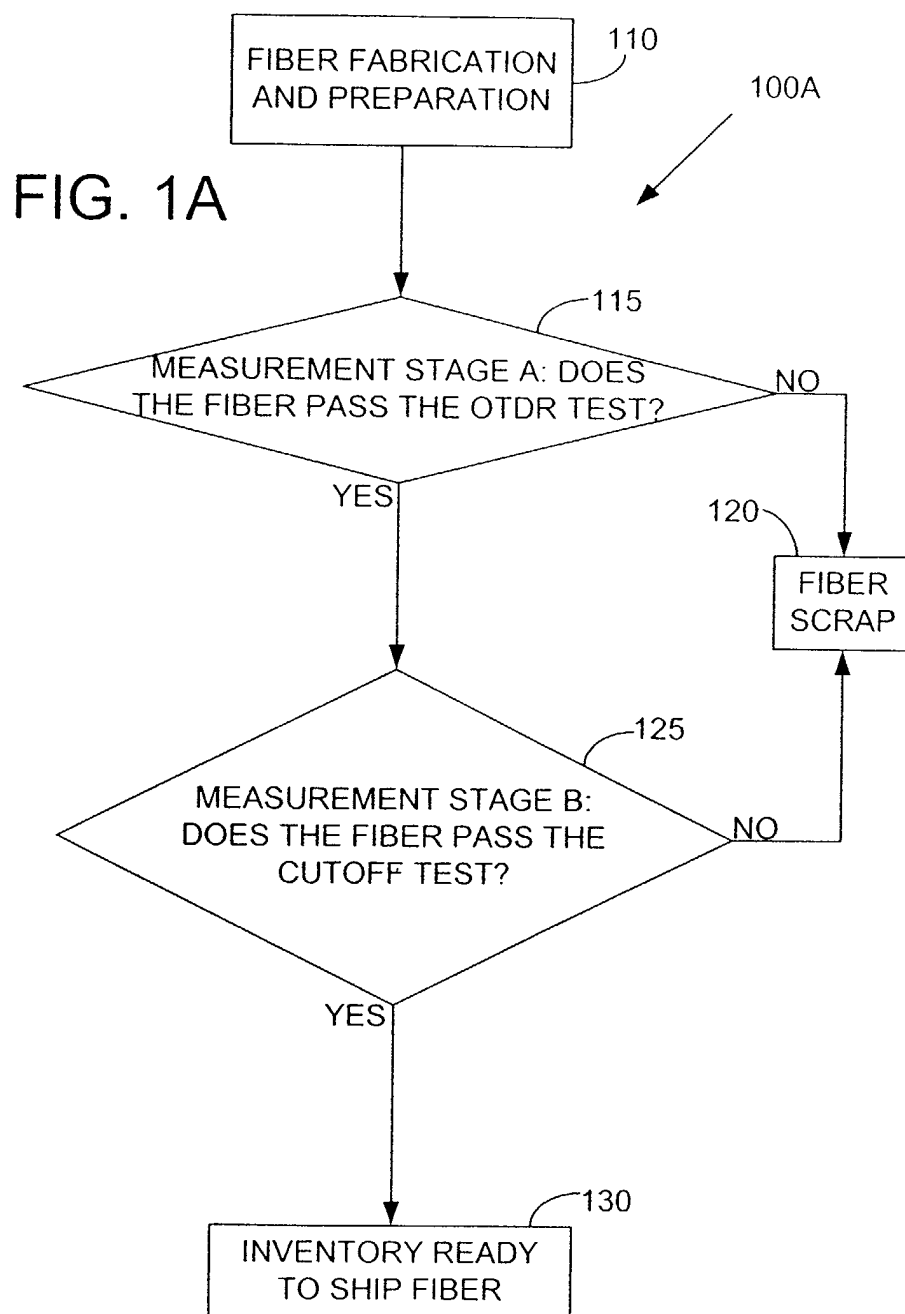 FIBER FABRICATION
AND PREPARATION
110
100A
FIG. 1A
115
MEASUREMENT STAGE A: DOES
THE FIBER PASS THE OTDR TEST?
NO
YES
120
FIBER
SCRAP
125
MEASUREMENT STAGE B:
DOES THE FIBER PASS THE
CUTOFF TEST?
NO
YES
130
INVENTORY READY
TO SHIP FIBER